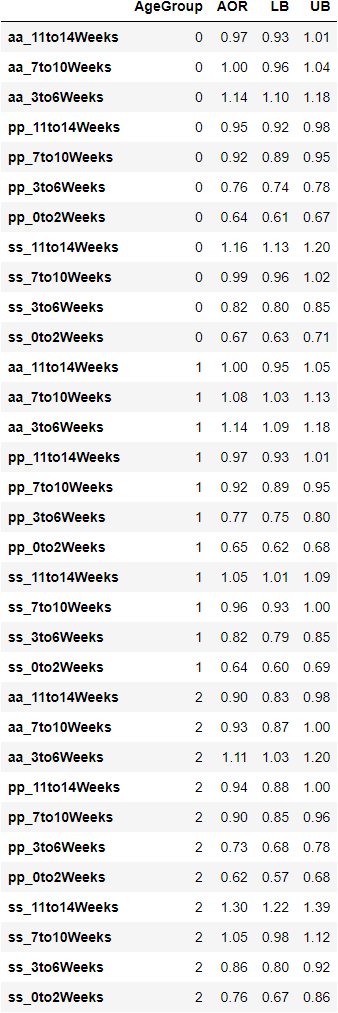 AgeGroup AOR LB UB
aa_11to14Weeks 0 0.97 0.93 1.01
aa_7to10Weeks 0 1.00 0.96 1.04
aa_3to6Weeks 0 1.14 1.10 1.18
pp_11to14Weeks 0 0.95 0.92 0.98
pp_7to10Weeks 0 0.92 0.89 0.95
pp_3to6Weeks 0 0.76 0.74 0.78
pp_0to2Weeks 0 0.64 0.61 0.67
ss_11to14Weeks 0 1.16 1.13 1.20
ss_7to10Weeks 0 0.99 0.96 1.02
ss_3to6Weeks 0 0.82 0.80 0.85
ss_0to2Weeks 0 0.67 0.63 0.71
aa_11to14Weeks 1 1.00 0.95 1.05
aa_7to10Weeks 1 1.08 1.03 1.13
aa_3to6Weeks 1 1.14 1.09 1.18
pp_11to14Weeks 1 0.97 0.93 1.01
pp_7to10Weeks 1 0.92 0.89 0.95
pp_3to6Weeks 1 0.77 0.75 0.80
pp_0to2Weeks 1 0.65 0.62 0.68
ss_11to14Weeks 1 1.05 1.01 1.09
ss_7to10Weeks 1 0.96 0.93 1.00
ss_3to6Weeks 1 0.82 0.79 0.85
ss_0to2Weeks 1 0.64 0.60 0.69
aa_11to14Weeks 2 0.90 0.83 0.98
aa_7to10Weeks 2 0.93 0.87 1.00
aa_3to6Weeks 2 1.11 1.03 1.20
pp_11to14Weeks 2 0.94 0.88 1.00
pp_7to10Weeks 2 0.90 0.85 0.96
pp_3to6Weeks 2 0.73 0.68 0.78
pp_0to2Weeks 2 0.62 0.57 0.68
ss_11to14Weeks 2 1.30 1.22 1.39
ss_7to10Weeks 2 1.05 0.98 1.12
ss_3to6Weeks 2 0.86 0.80 0.92
ss_0to2Weeks 2 0.76 0.67 0.86